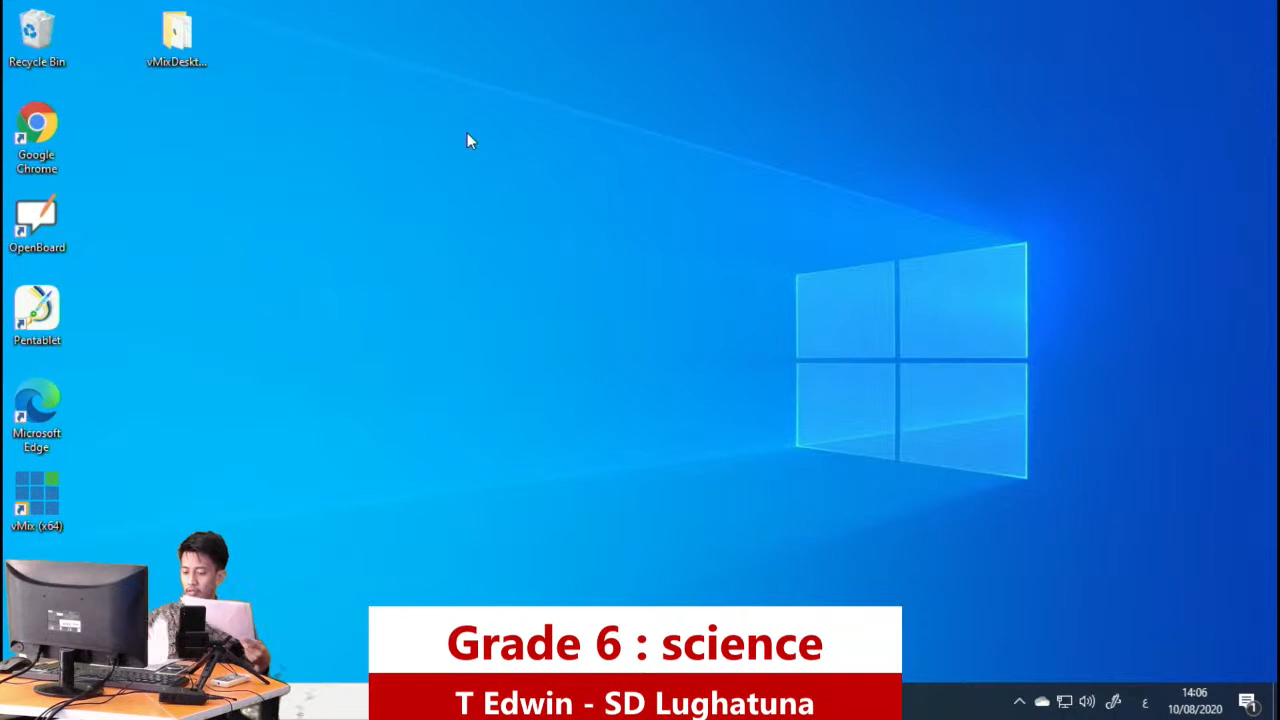 Recycle Bin
vMixDeskt...
Google
Chrome
OpenBoard
Pentablet
Microsoft
Edge
vMix (x64)
Grade 6 : science
T Edwin - SD Lughatuna
ع
14:06
10/08/2020
1